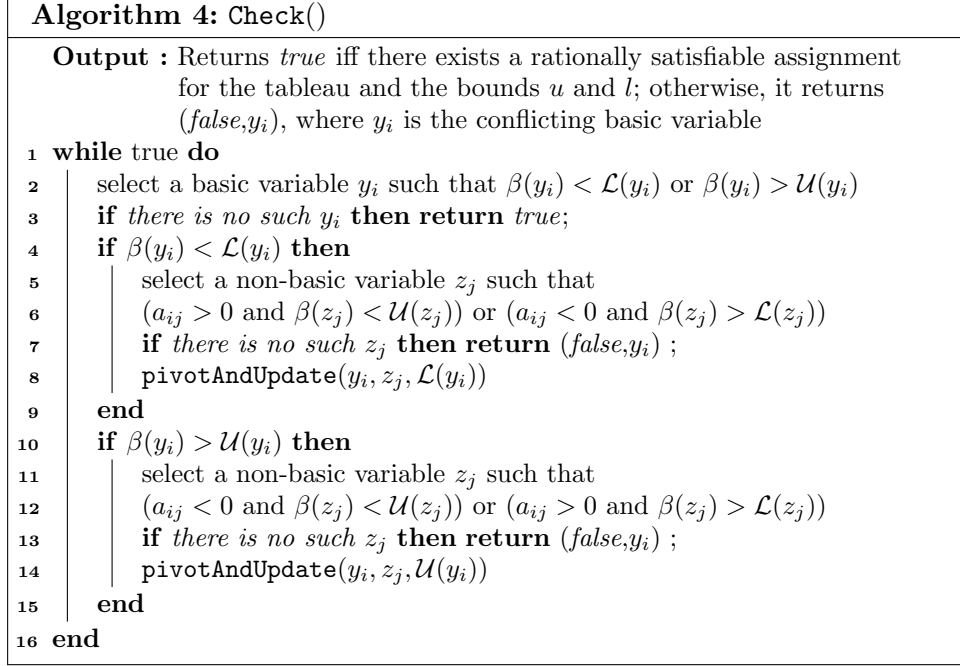 Algorithm 4: Check()
Output : Returns true iff there exists a rationally satisfiable assignment
for the tableau and the bounds u and l; otherwise, it returns
(false,yᵢ), where yᵢ is the conflicting basic variable
1 while true do
2 select a basic variable yᵢ such that β(yᵢ) < ℒ(yᵢ) or β(yᵢ) > 𝒰(yᵢ)
3 if there is no such yᵢ then return true;
4 if β(yᵢ) < ℒ(yᵢ) then
5 select a non-basic variable zⱼ such that
6 (aᵢⱼ > 0 and β(zⱼ) < 𝒰(zⱼ)) or (aᵢⱼ < 0 and β(zⱼ) > ℒ(zⱼ))
7 if there is no such zⱼ then return (false,yᵢ) ;
8 pivotAndUpdate(yᵢ, zⱼ, ℒ(yᵢ))
9 end
10 if β(yᵢ) > 𝒰(yᵢ) then
11 select a non-basic variable zⱼ such that
12 (aᵢⱼ < 0 and β(zⱼ) < 𝒰(zⱼ)) or (aᵢⱼ > 0 and β(zⱼ) > ℒ(zⱼ))
13 if there is no such zⱼ then return (false,yᵢ) ;
14 pivotAndUpdate(yᵢ, zⱼ, 𝒰(yᵢ))
15 end
16 end